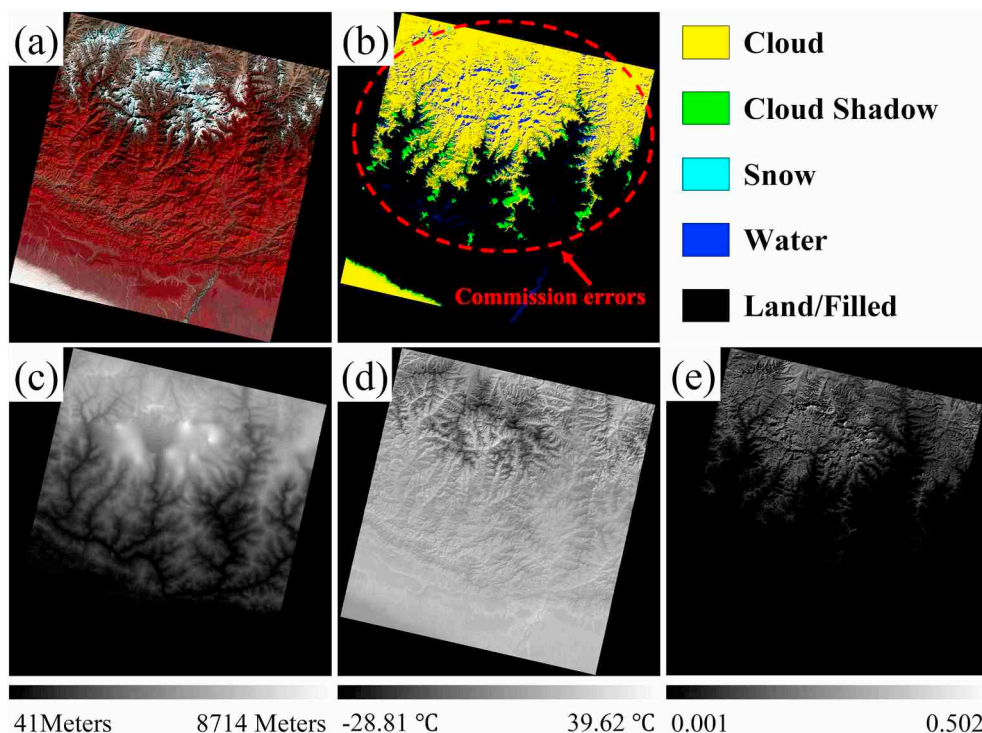 (a)
(b)
Commission errors
Cloud
Cloud Shadow
Snow
Water
Land/Filled
(c)
(d)
(e)
41Meters 8714 Meters
-28.81 ℃ 39.62 ℃
0.001 0.502